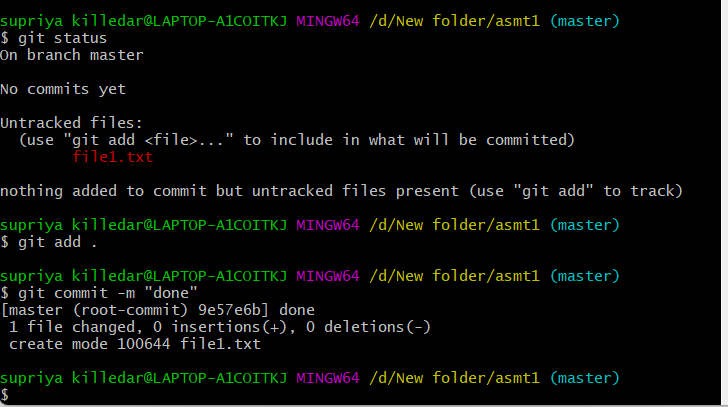 supriya killedar@LAPTOP-A1COITKJ MINGW64 /d/New folder/asmt1 (master)
$ git status
On branch master
No commits yet
Untracked files:
  (use "git add <file>..." to include in what will be committed)
        file1.txt
nothing added to commit but untracked files present (use "git add" to track)
supriya killedar@LAPTOP-A1COITKJ MINGW64 /d/New folder/asmt1 (master)
$ git add .
supriya killedar@LAPTOP-A1COITKJ MINGW64 /d/New folder/asmt1 (master)
$ git commit -m "done"
[master (root-commit) 9e57e6b] done
 1 file changed, 0 insertions(+), 0 deletions(-)
 create mode 100644 file1.txt
supriya killedar@LAPTOP-A1COITKJ MINGW64 /d/New folder/asmt1 (master)
$